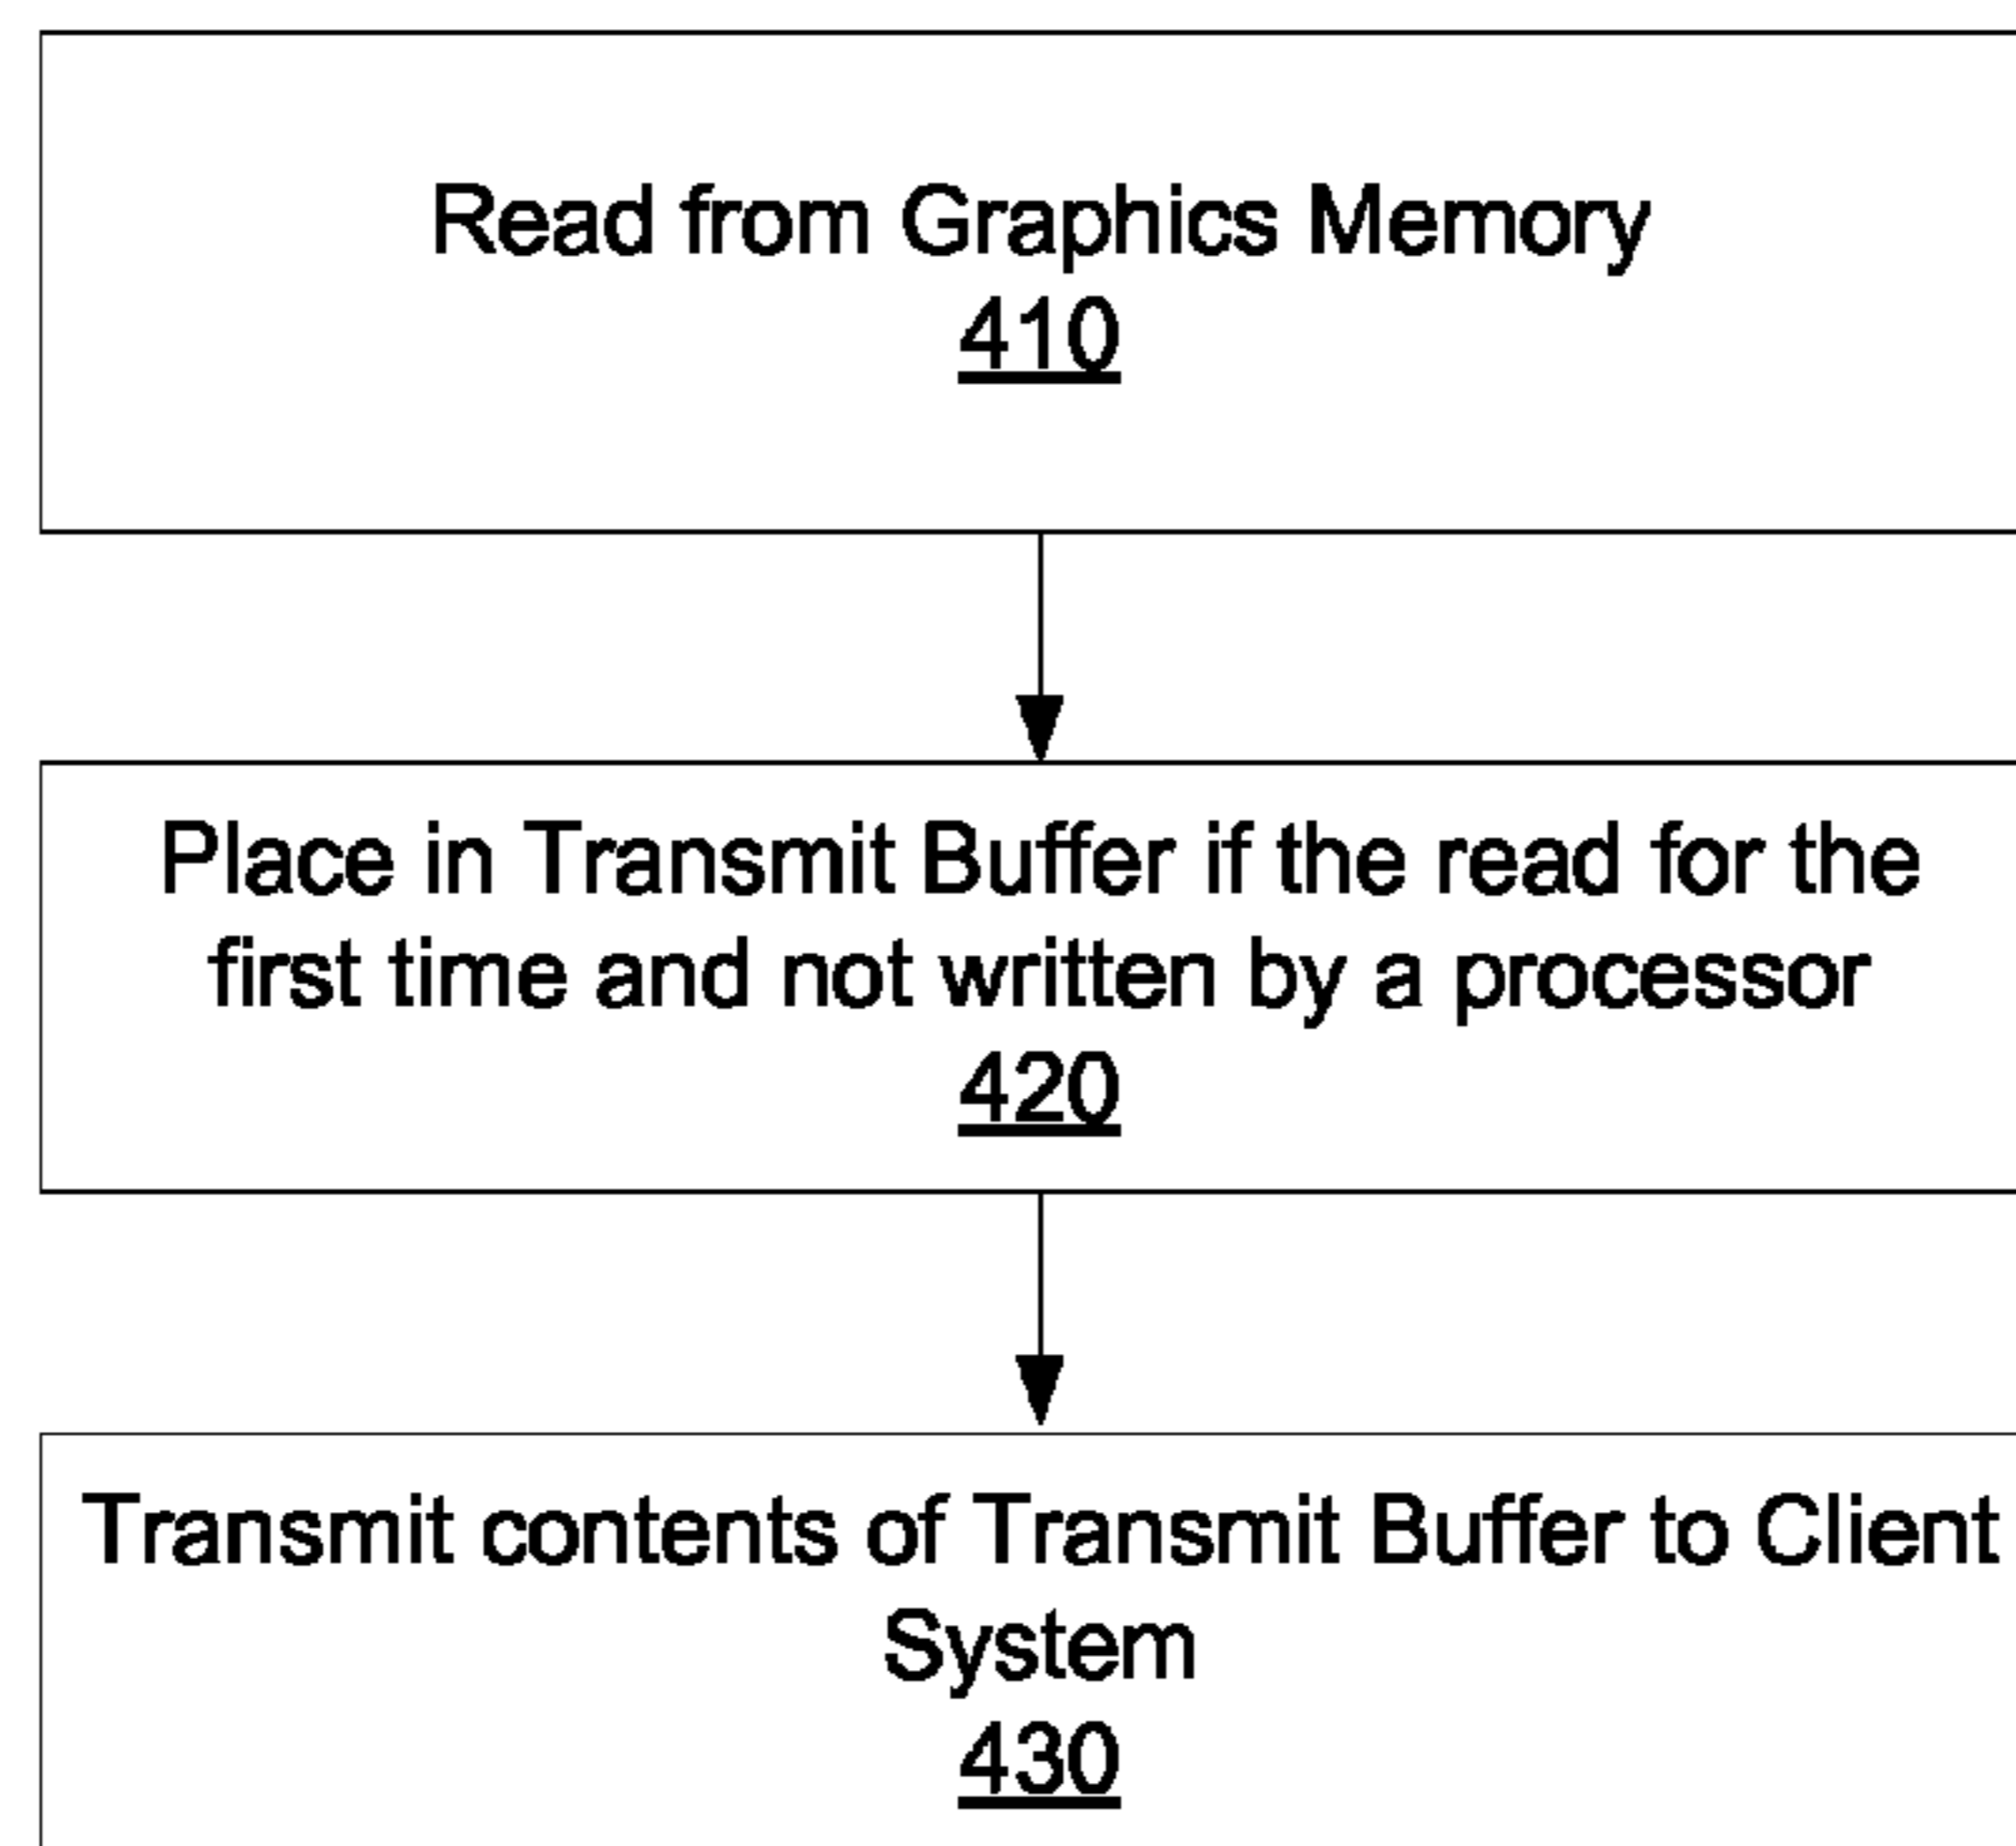 Read from Graphics Memory
410
Place in Transmit Buffer if the read for the
first time and not written by a processor
420
Transmit contents of Transmit Buffer to Client
System
430